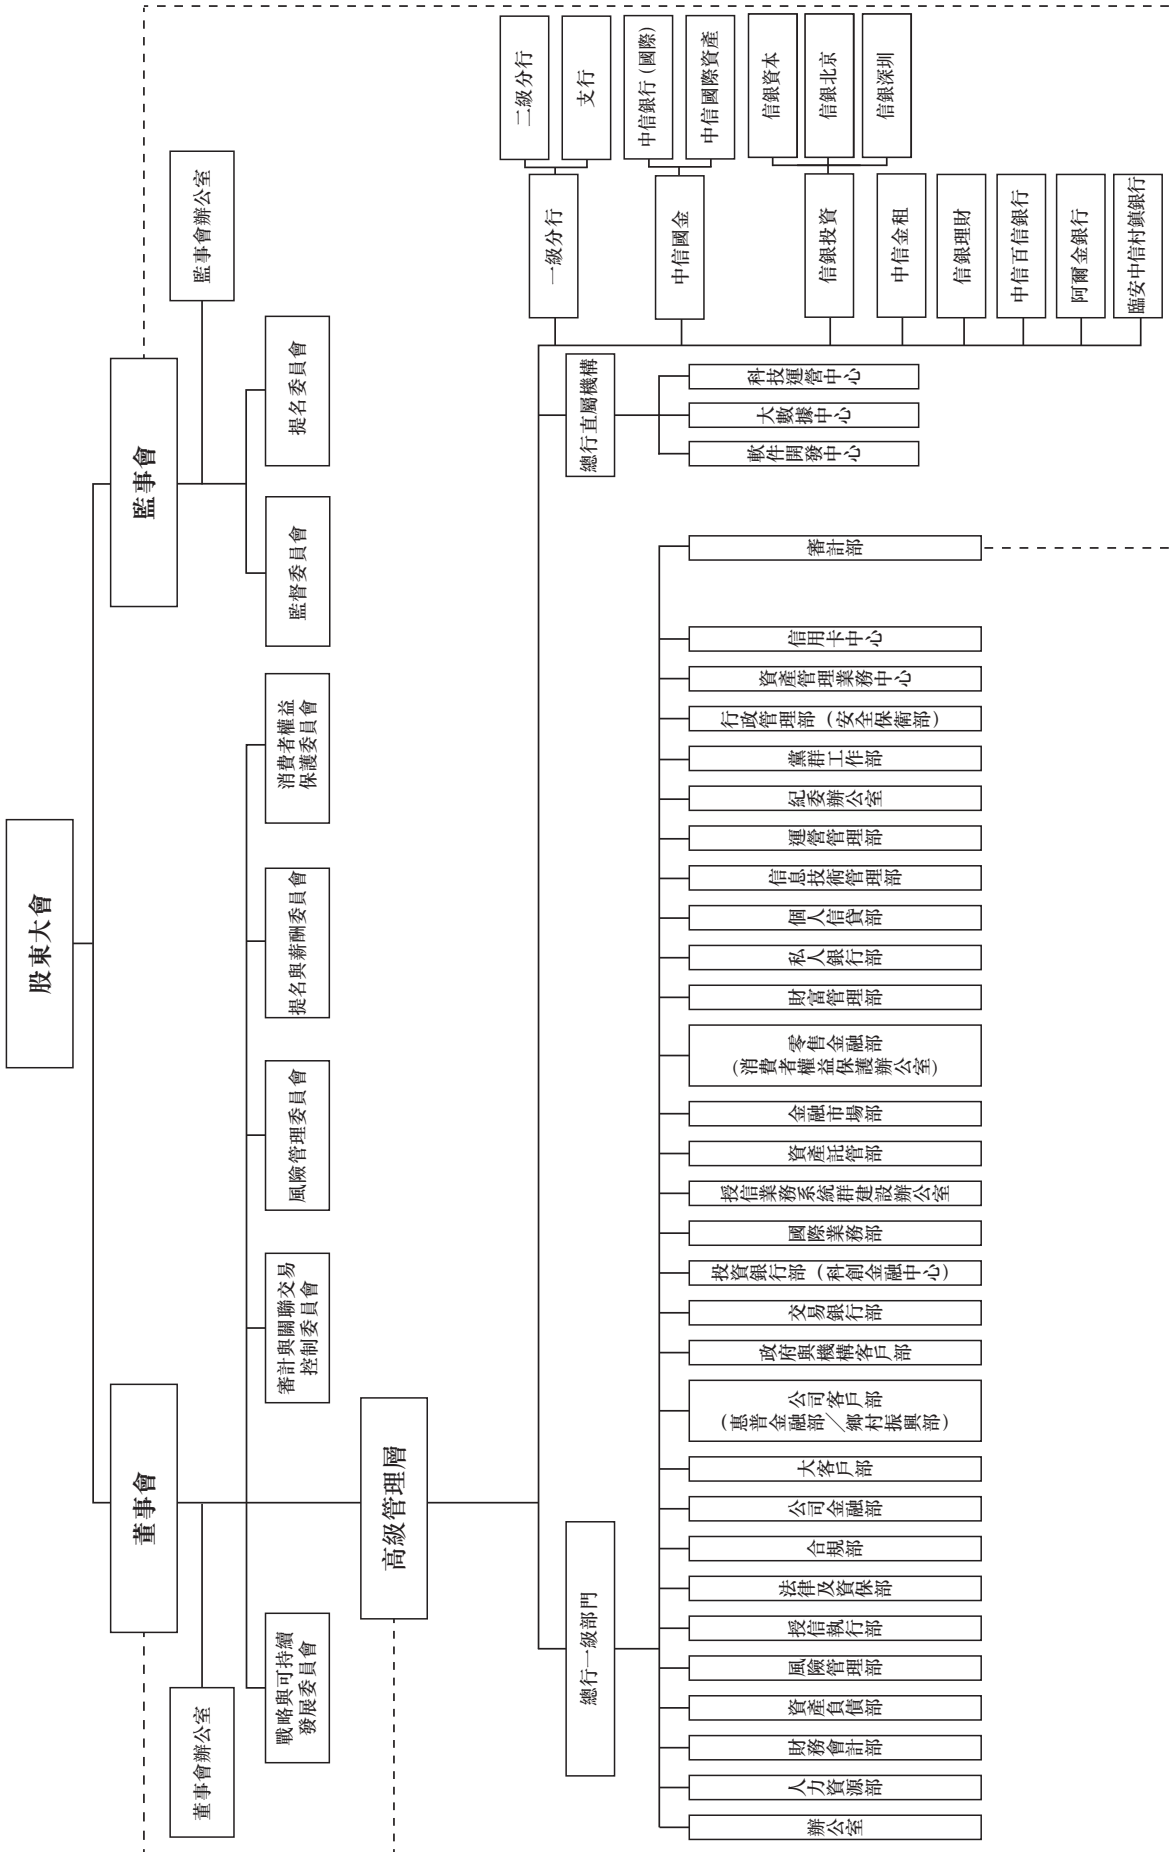 股東大會
董事會
監事會
董事會辦公室
監事會辦公室
戰略與可持續
發展委員會
審計與關聯交易
控制委員會
風險管理委員會
提名與薪酬委員會
消費者權益
保護委員會
監督委員會
提名委員會
高級管理層
總行一級部門
總行直屬機構
一級分行
中信國金
信銀投資
中信金租
信銀理財
中信百信銀行
阿爾金銀行
臨安中信村鎮銀行
二級分行
支行
中信銀行(國際)
中信國際資產
信銀資本
信銀北京
信銀深圳
辦公室
人力資源部
財務會計部
資產負債部
風險管理部
授信執行部
法律及資保部
合規部
公司金融部
大客戶部
公司客戶部
(惠普金融部/鄉村振興部)
政府與機構客戶部
交易銀行部
投資銀行部(科創金融中心)
國際業務部
授信業務系統群建設辦公室
資產託管部
金融市場部
零售金融部
(消費者權益保護辦公室)
財富管理部
私人銀行部
個人信貸部
信息技術管理部
運營管理部
紀委辦公室
黨群工作部
行政管理部(安全保衛部)
資產管理業務中心
信用卡中心
審計部
軟件開發中心
大數據中心
科技運營中心